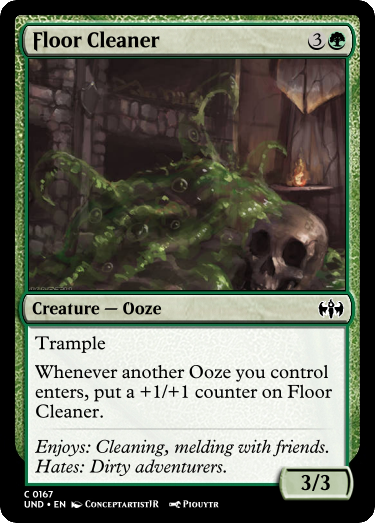 Floor Cleaner 3
Creature — Ooze
Trample
Whenever another Ooze you control
enters, put a +1/+1 counter on Floor
Cleaner.
Enjoys: Cleaning, melding with friends.
Hates: Dirty adventurers.
3/3
C 0167
UND • EN ConceptartistJR Piouytr